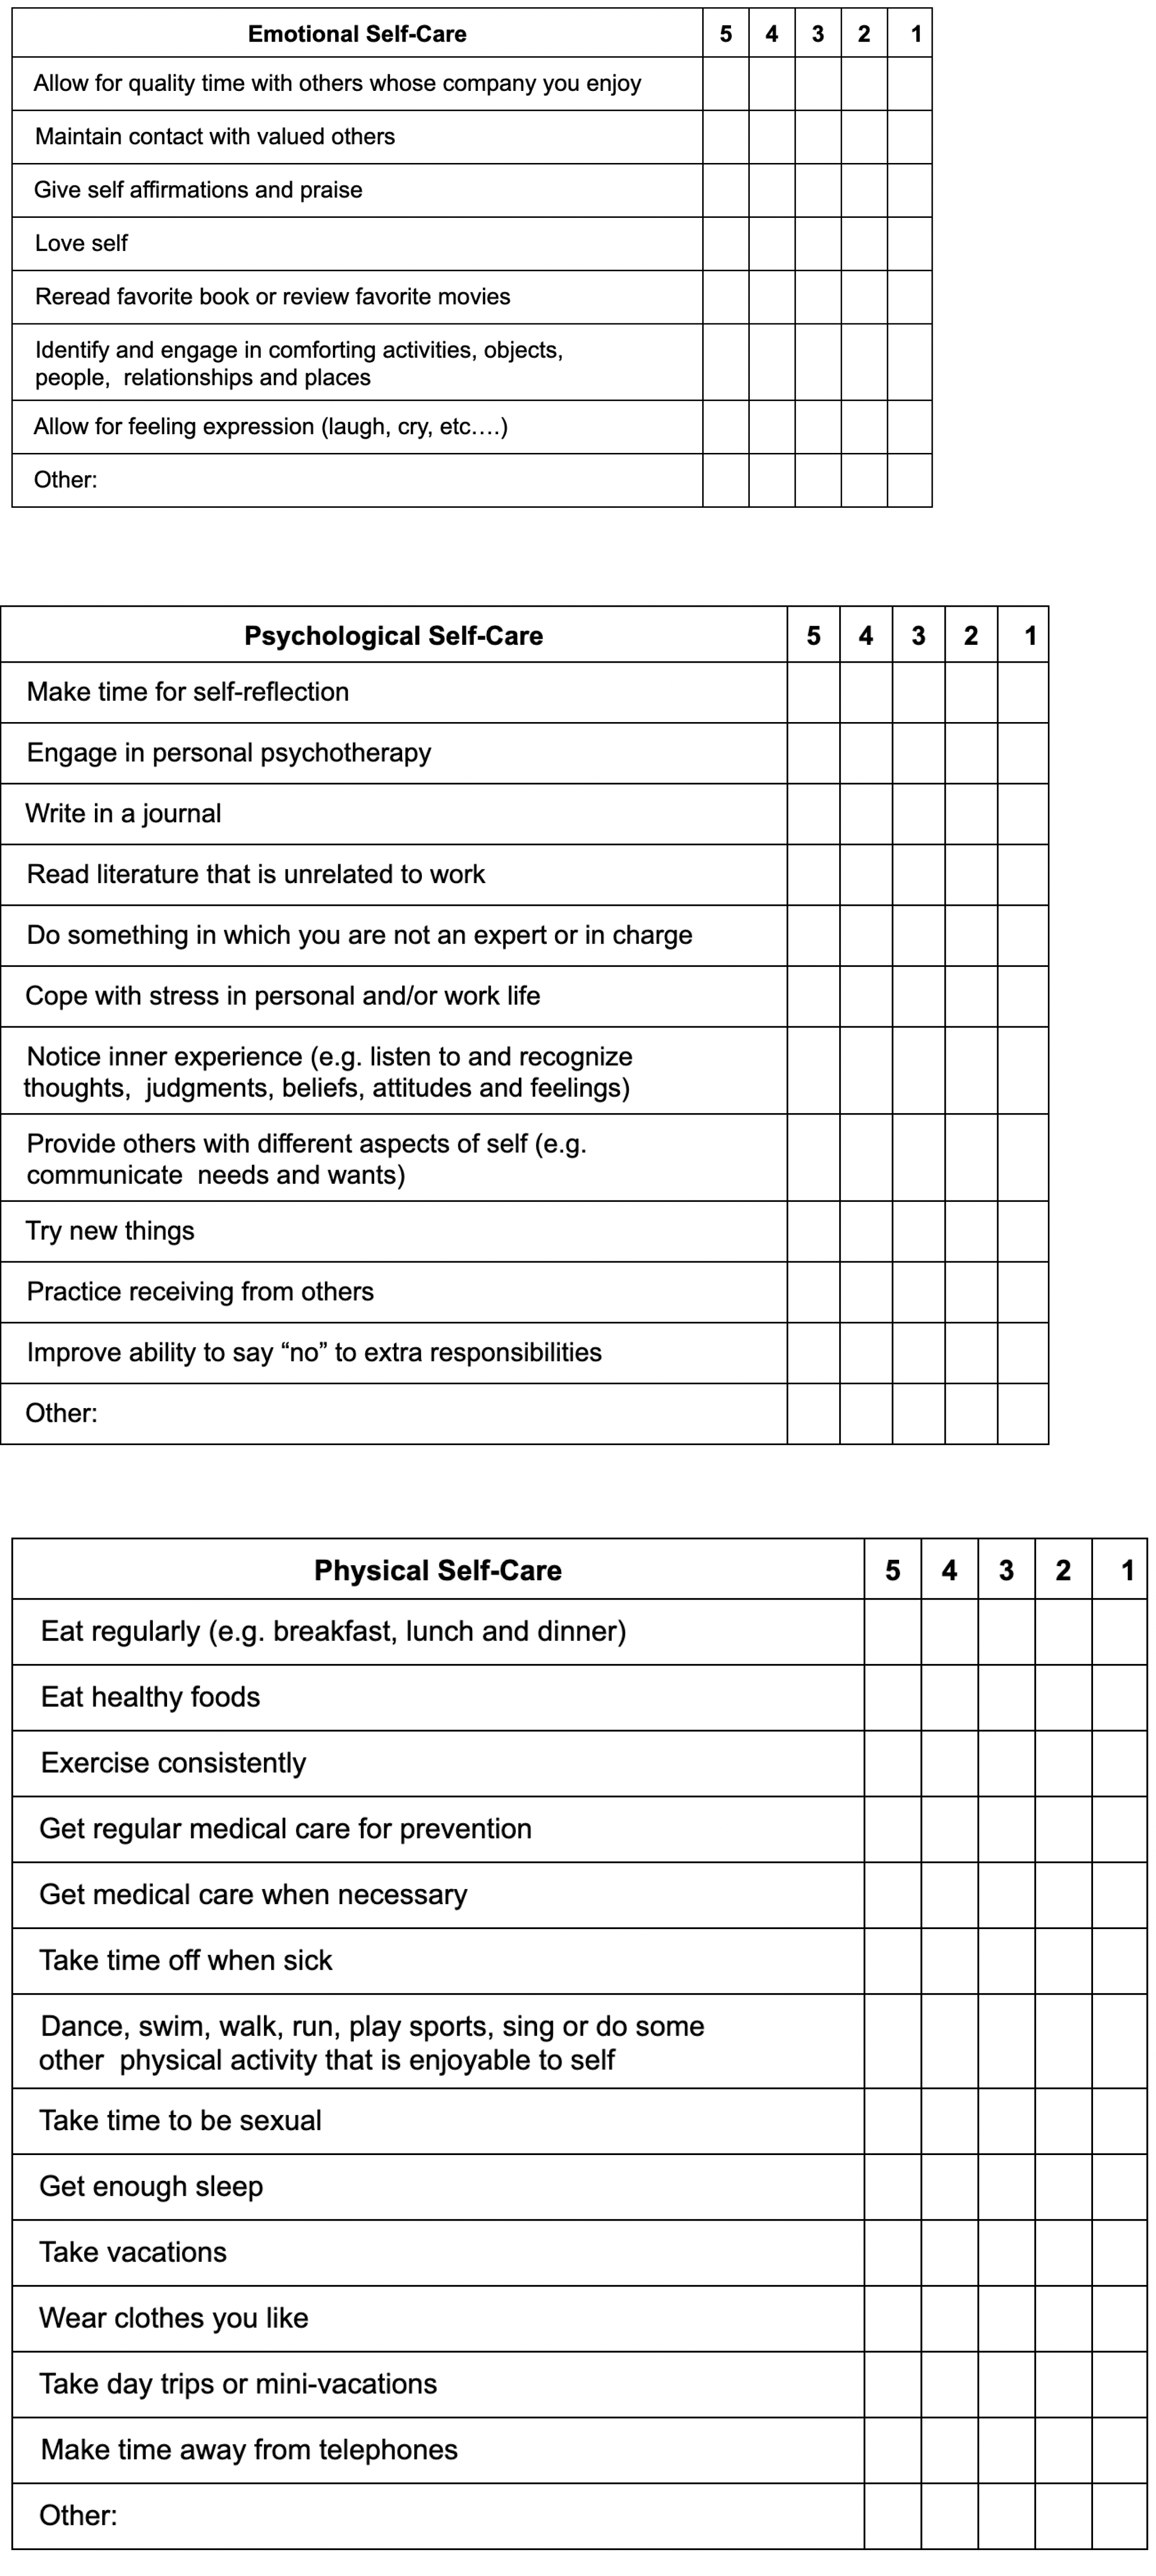 Emotional Self-Care 5 4 3 2 1
Allow for quality time with others whose company you enjoy
Maintain contact with valued others
Give self affirmations and praise
Love self
Reread favorite book or review favorite movies
Identify and engage in comforting activities, objects,
people, relationships and places
Allow for feeling expression (laugh, cry, etc….)
Other:
Psychological Self-Care 5 4 3 2 1
Make time for self-reflection
Engage in personal psychotherapy
Write in a journal
Read literature that is unrelated to work
Do something in which you are not an expert or in charge
Cope with stress in personal and/or work life
Notice inner experience (e.g. listen to and recognize
thoughts, judgments, beliefs, attitudes and feelings)
Provide others with different aspects of self (e.g.
communicate needs and wants)
Try new things
Practice receiving from others
Improve ability to say “no” to extra responsibilities
Other:
Physical Self-Care 5 4 3 2 1
Eat regularly (e.g. breakfast, lunch and dinner)
Eat healthy foods
Exercise consistently
Get regular medical care for prevention
Get medical care when necessary
Take time off when sick
Dance, swim, walk, run, play sports, sing or do some
other physical activity that is enjoyable to self
Take time to be sexual
Get enough sleep
Take vacations
Wear clothes you like
Take day trips or mini-vacations
Make time away from telephones
Other: